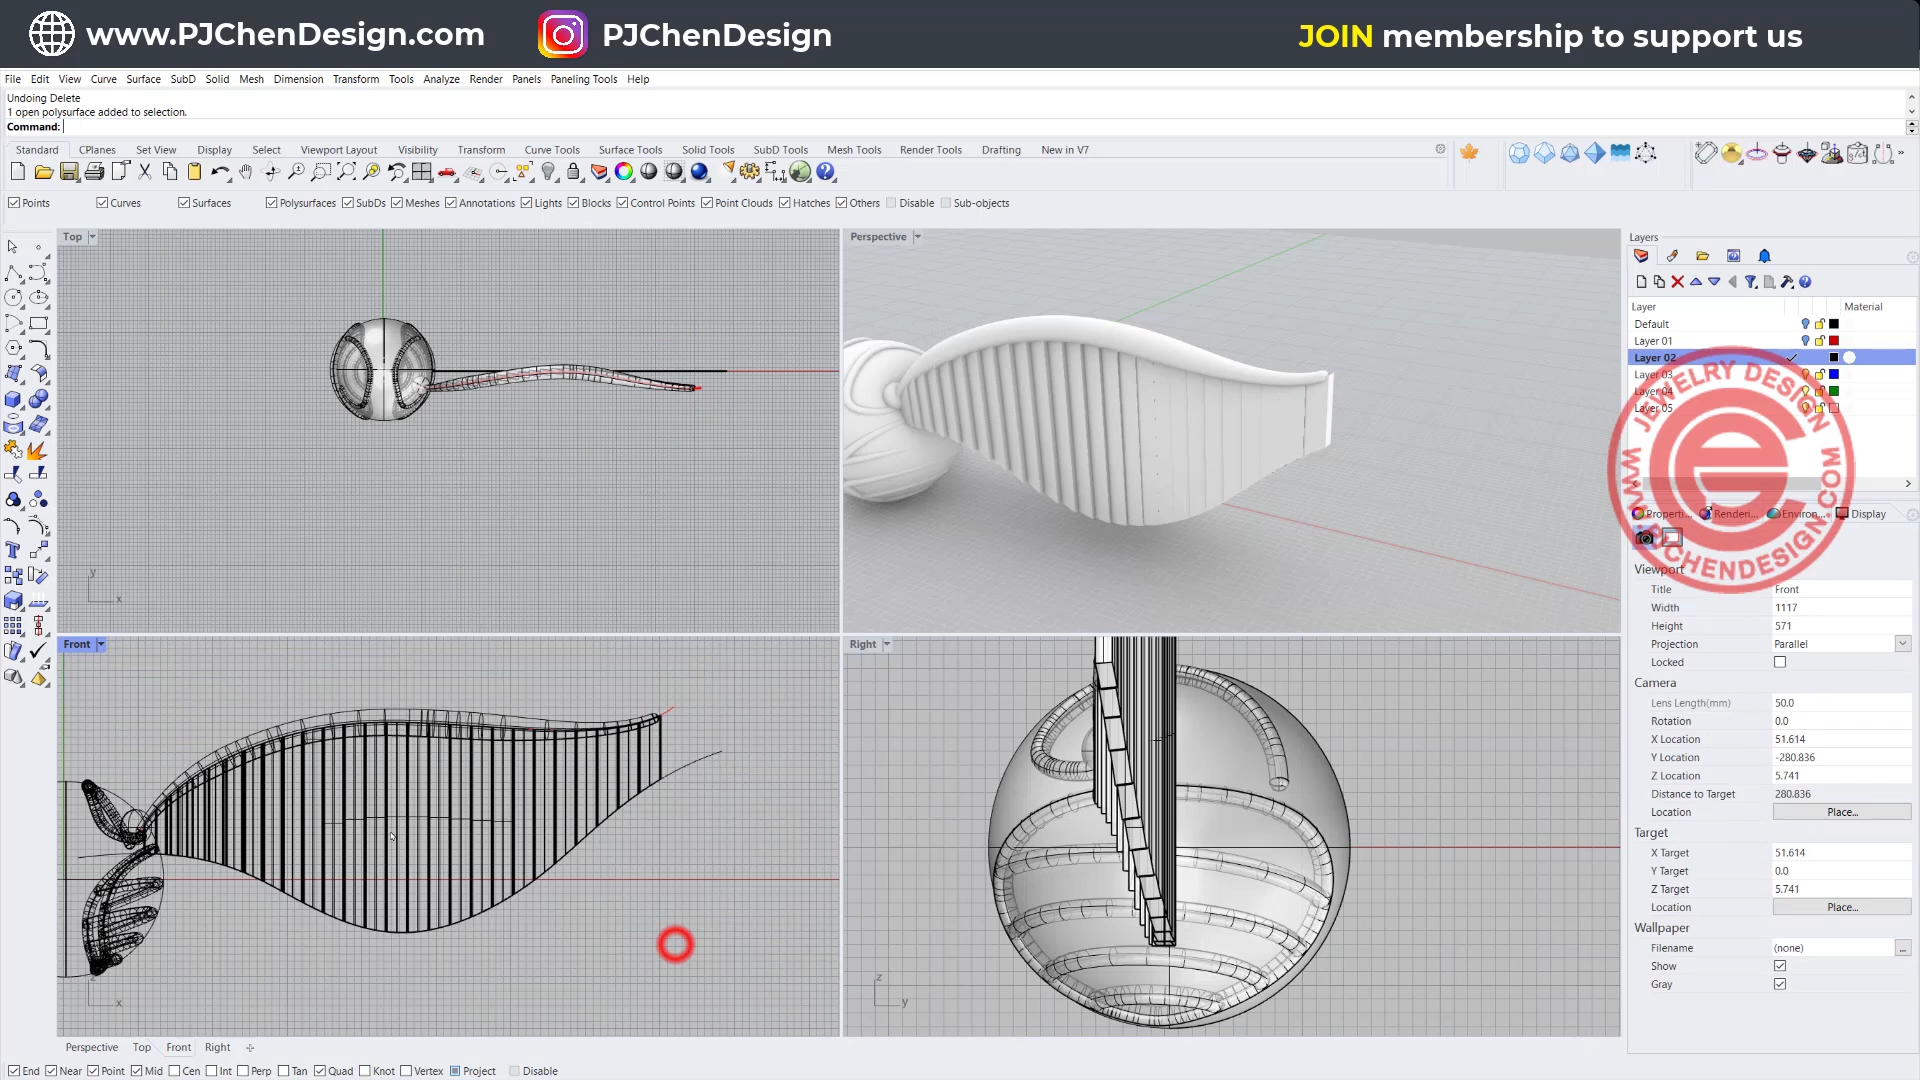 www.PJChenDesign.com PJChenDesign JOIN membership to support us
File Edit View Curve Surface SubD Solid Mesh Dimension Transform Tools Analyze Render Panels Paneling Tools Help
Undoing Delete
1 open polysurface added to selection.
Command:
Standard CPlanes Set View Display Select Viewport Layout Visibility Transform Curve Tools Surface Tools Solid Tools SubD Tools Mesh Tools Render Tools Drafting New in V7
Points Curves Surfaces Polysurfaces SubDs Meshes Annotations Lights Blocks Control Points Point Clouds Hatches Others Disable Sub-objects
Top
y
x
Perspective
Front
z
x
Right
z
y
Layers
Layer Material
Default
Layer 01
Layer 02
Layer 03
Layer 04
Layer 05
JEWELRY DESIGN WWW.PJCHENDESIGN.COM
Properti... Renderi... Environ... Display
Viewport
Title Front
Width 1117
Height 571
Projection Parallel
Locked
Camera
Lens Length(mm) 50.0
Rotation 0.0
X Location 51.614
Y Location -280.836
Z Location 5.741
Distance to Target 280.836
Location Place...
Target
X Target 51.614
Y Target 0.0
Z Target 5.741
Location Place...
Wallpaper
Filename (none) ...
Show
Gray
Perspective Top Front Right
End Near Point Mid Cen Int Perp Tan Quad Knot Vertex Project Disable